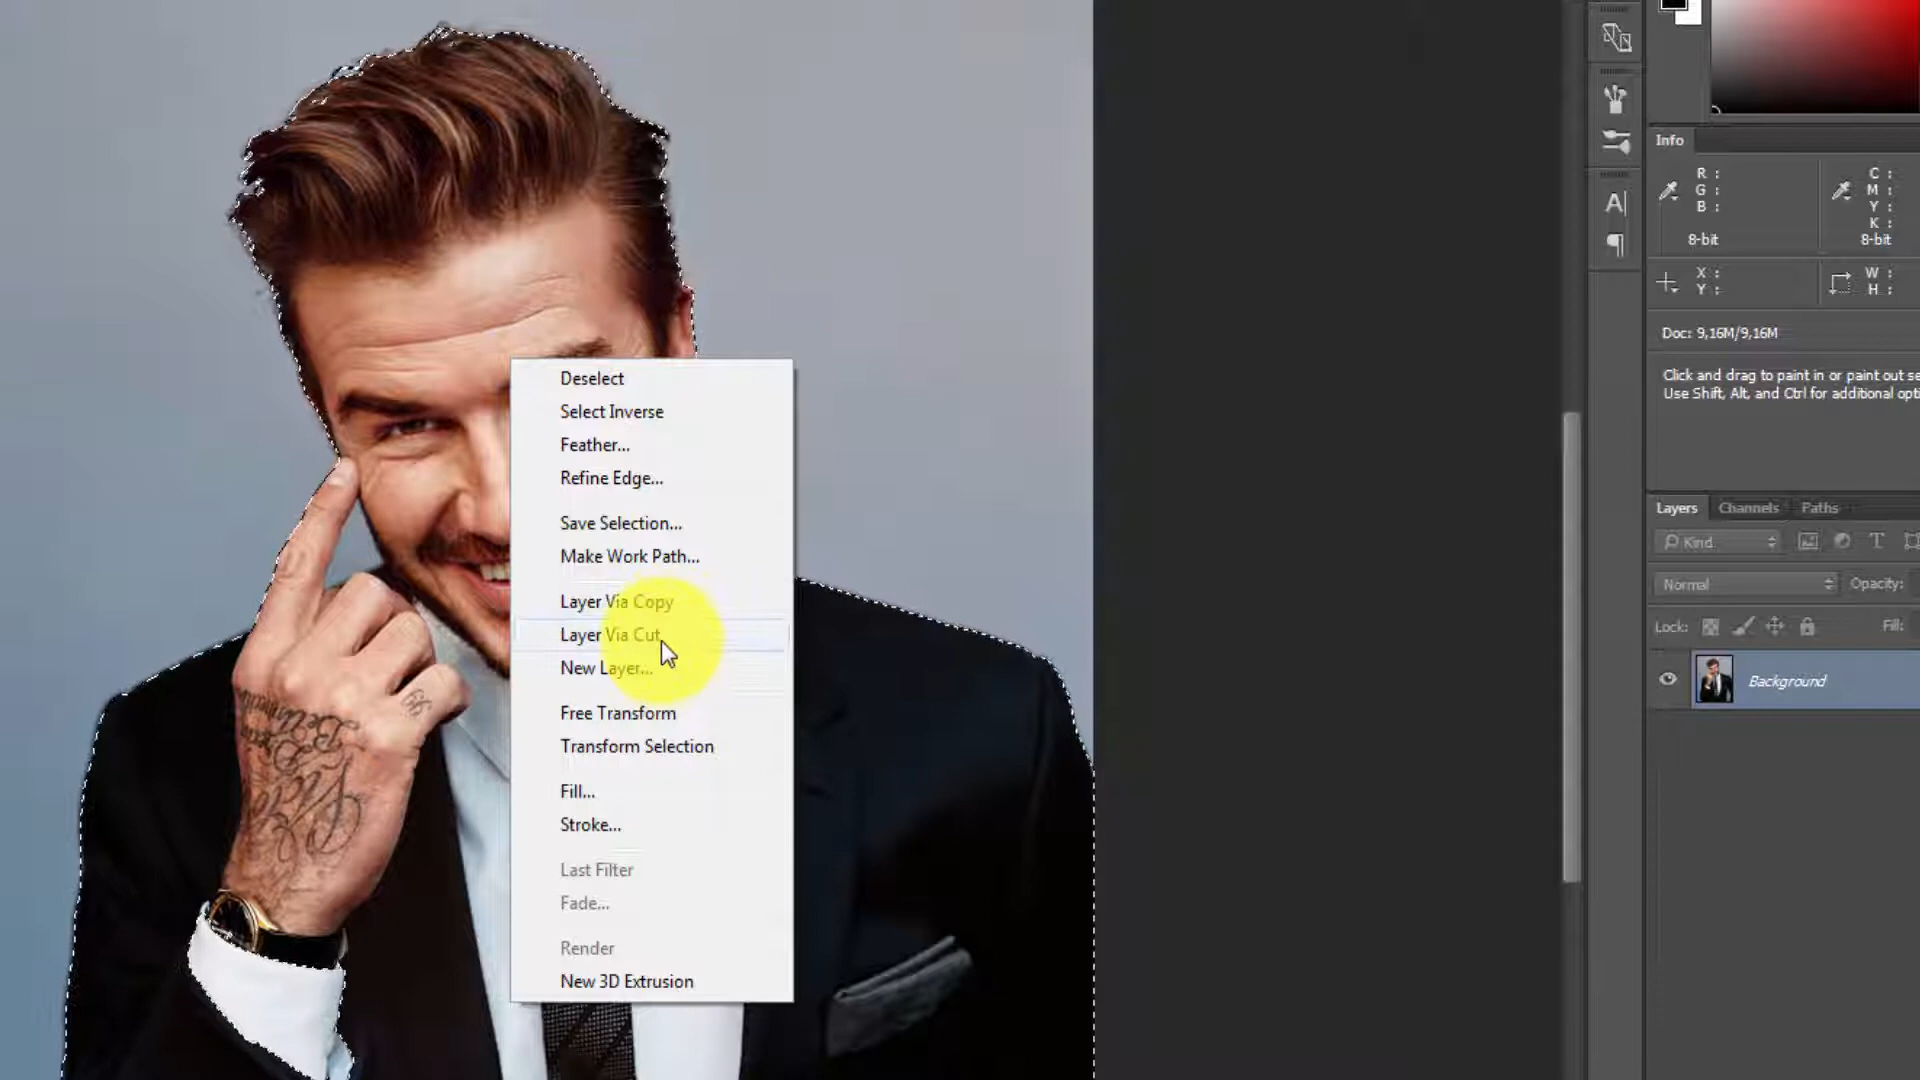 Deselect
Select Inverse
Feather...
Refine Edge...
Save Selection...
Make Work Path...
Layer Via Copy
Layer Via Cut
New Layer...
Free Transform
Transform Selection
Fill...
Stroke...
Last Filter
Fade...
Render
New 3D Extrusion
A
Info
R :
G :
B :
8-bit
C :
M :
Y :
K :
8-bit
X :
Y :
W :
H :
Doc: 9,16M/9,16M
Click and drag to paint in or paint out se
Use Shift, Alt, and Ctrl for additional opti
Layers Channels Paths
Kind T
Normal Opacity:
Lock: Fill:
Background